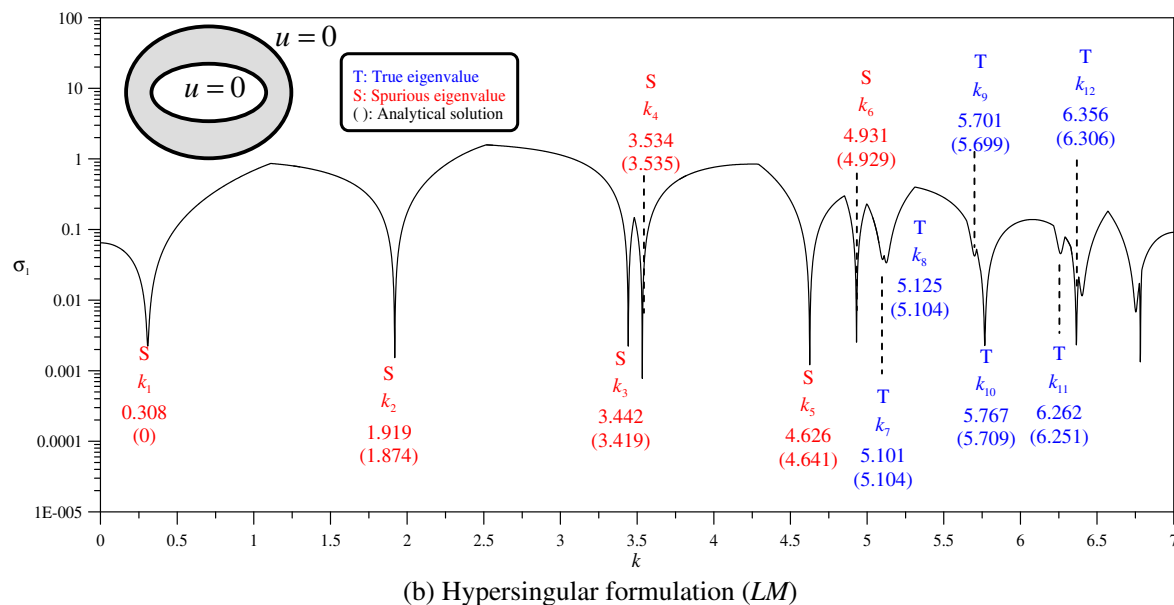 100
10
1
0.1
0.01
0.001
0.0001
1E-005
σ₁
u = 0
u = 0
T: True eigenvalue
S: Spurious eigenvalue
( ): Analytical solution
S
k₁
0.308
(0)
S
k₂
1.919
(1.874)
S
k₃
3.442
(3.419)
S
k₄
3.534
(3.535)
S
k₅
4.626
(4.641)
S
k₆
4.931
(4.929)
T
k₇
5.101
(5.104)
T
k₈
5.125
(5.104)
T
k₉
5.701
(5.699)
T
k₁₀
5.767
(5.709)
T
k₁₁
6.262
(6.251)
T
k₁₂
6.356
(6.306)
0 0.5 1 1.5 2 2.5 3 3.5 4 4.5 5 5.5 6 6.5 7
k
(b) Hypersingular formulation (LM)